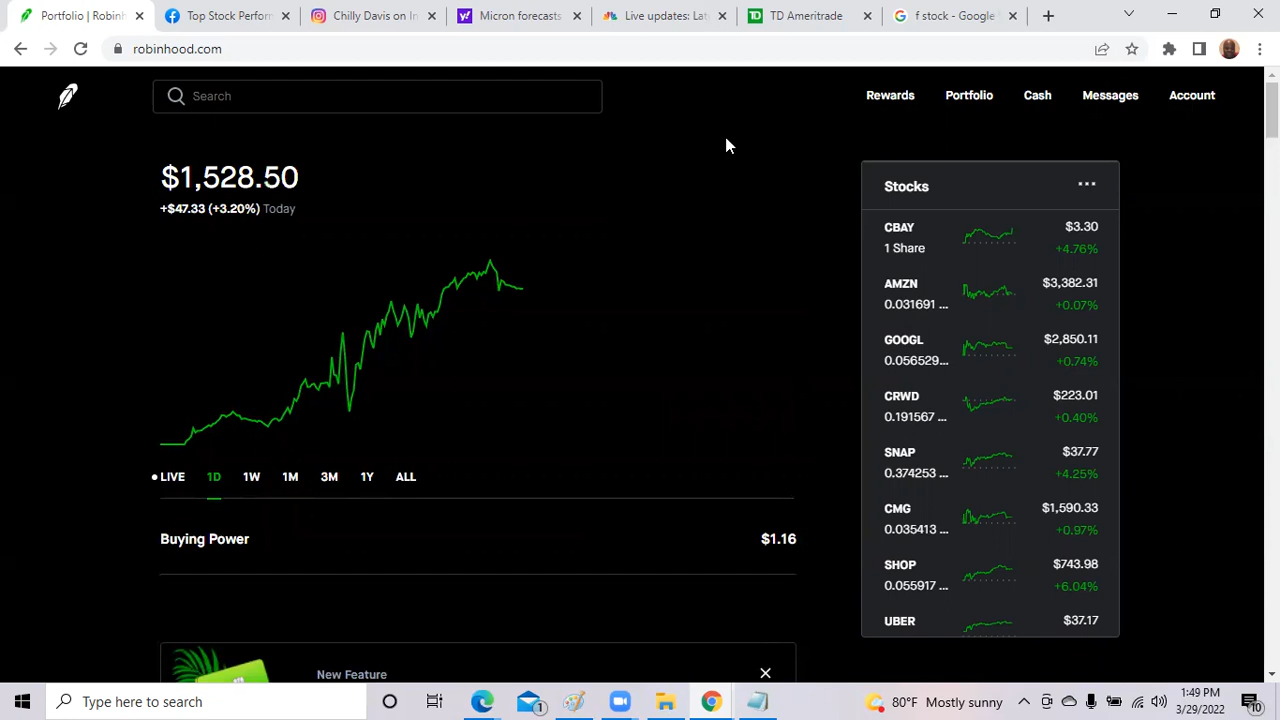 Portfolio | Robinh
Top Stock Perform
Chilly Davis on In
Micron forecasts
Live updates: Lat
TD Ameritrade
f stock - Google
robinhood.com
Search
Rewards
Portfolio
Cash
Messages
Account
$1,528.50
+$47.33 (+3.20%) Today
LIVE
1D
1W
1M
3M
1Y
ALL
Buying Power
$1.16
New Feature
Stocks
CBAY
$3.30
1 Share
+4.76%
AMZN
$3,382.31
0.031691 ...
+0.07%
GOOGL
$2,850.11
0.056529...
+0.74%
CRWD
$223.01
0.191567 ...
+0.40%
SNAP
$37.77
0.374253 ...
+4.25%
CMG
$1,590.33
0.035413 ...
+0.97%
SHOP
$743.98
0.055917 ...
+6.04%
UBER
$37.17
Type here to search
1
80°F Mostly sunny
1:49 PM
3/29/2022
10